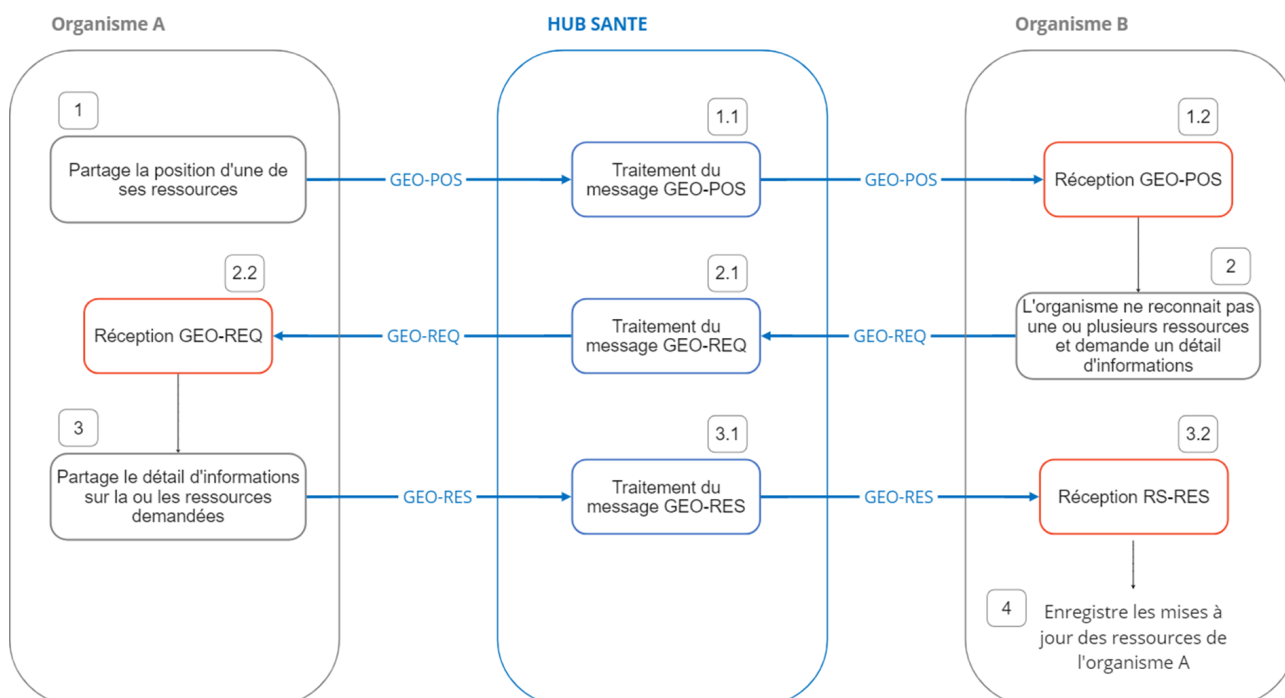 Organisme A
HUB SANTE
Organisme B
1
1.1
1.2
Partage la position d'une de
ses ressources
GEO-POS
Traitement du
message GEO-POS
GEO-POS
Réception GEO-POS
2.2
2.1
2
Réception GEO-REQ
GEO-REQ
Traitement du
message GEO-REQ
GEO-REQ
L'organisme ne reconnait pas
une ou plusieurs ressources
et demande un détail
d'informations
3
3.1
3.2
Partage le détail d'informations
sur la ou les ressources
demandées
GEO-RES
Traitement du
message GEO-RES
GEO-RES
Réception RS-RES
4
Enregistre les mises à
jour des ressources de
l'organisme A